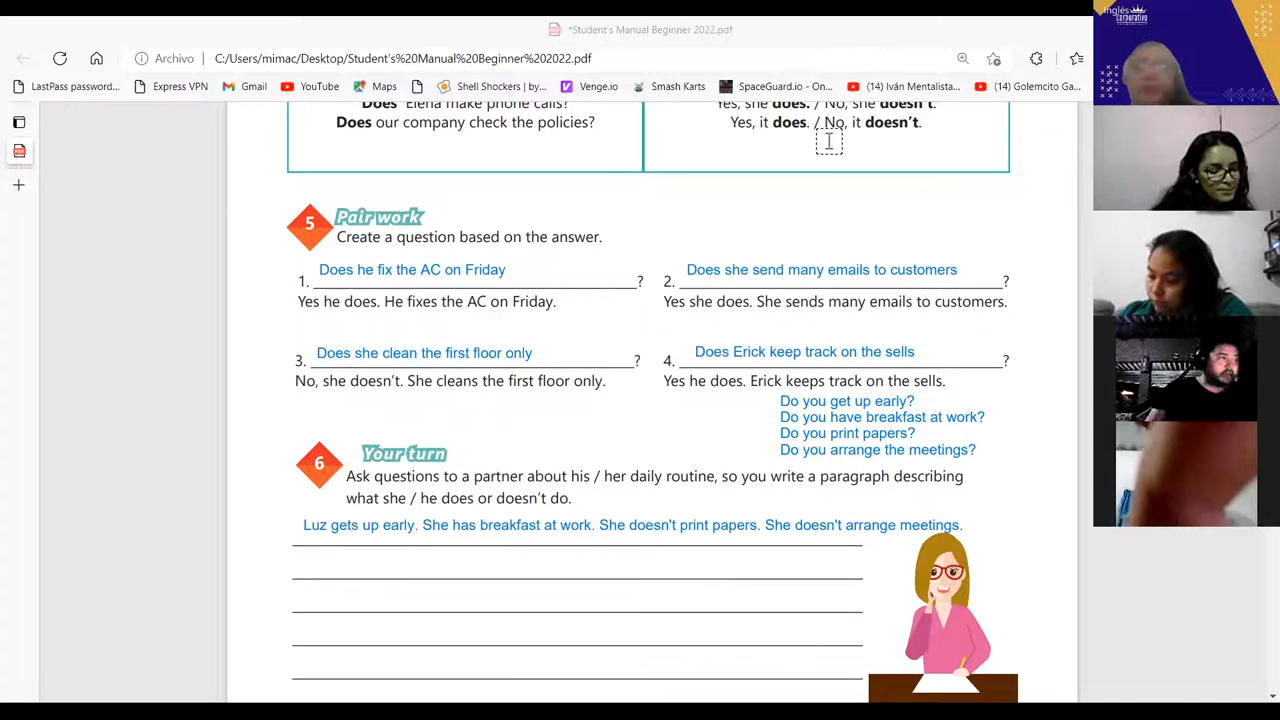 *Student's Manual Beginner 2022.pdf
Archivo
C:/Users/mimac/Desktop/Student's%20Manual%20Beginner%202022.pdf
LastPass password...
Express VPN
Gmail
YouTube
Maps
Shell Shockers | by...
Venge.io
Smash Karts
SpaceGuard.io - On...
(14) Iván Mentalista...
(14) Golemcito Ga...
Inglés
Corporativo
Does Elena make phone calls?
Yes, she does. / No, she doesn't.
Does our company check the policies?
Yes, it does. / No, it doesn't.
5
Pair work
Create a question based on the answer.
1. Does he fix the AC on Friday ?
Yes he does. He fixes the AC on Friday.
2. Does she send many emails to customers ?
Yes she does. She sends many emails to customers.
3. Does she clean the first floor only ?
No, she doesn't. She cleans the first floor only.
4. Does Erick keep track on the sells ?
Yes he does. Erick keeps track on the sells.
Do you get up early?
Do you have breakfast at work?
Do you print papers?
Do you arrange the meetings?
6
Your turn
Ask questions to a partner about his / her daily routine, so you write a paragraph describing
what she / he does or doesn't do.
Luz gets up early. She has breakfast at work. She doesn't print papers. She doesn't arrange meetings.